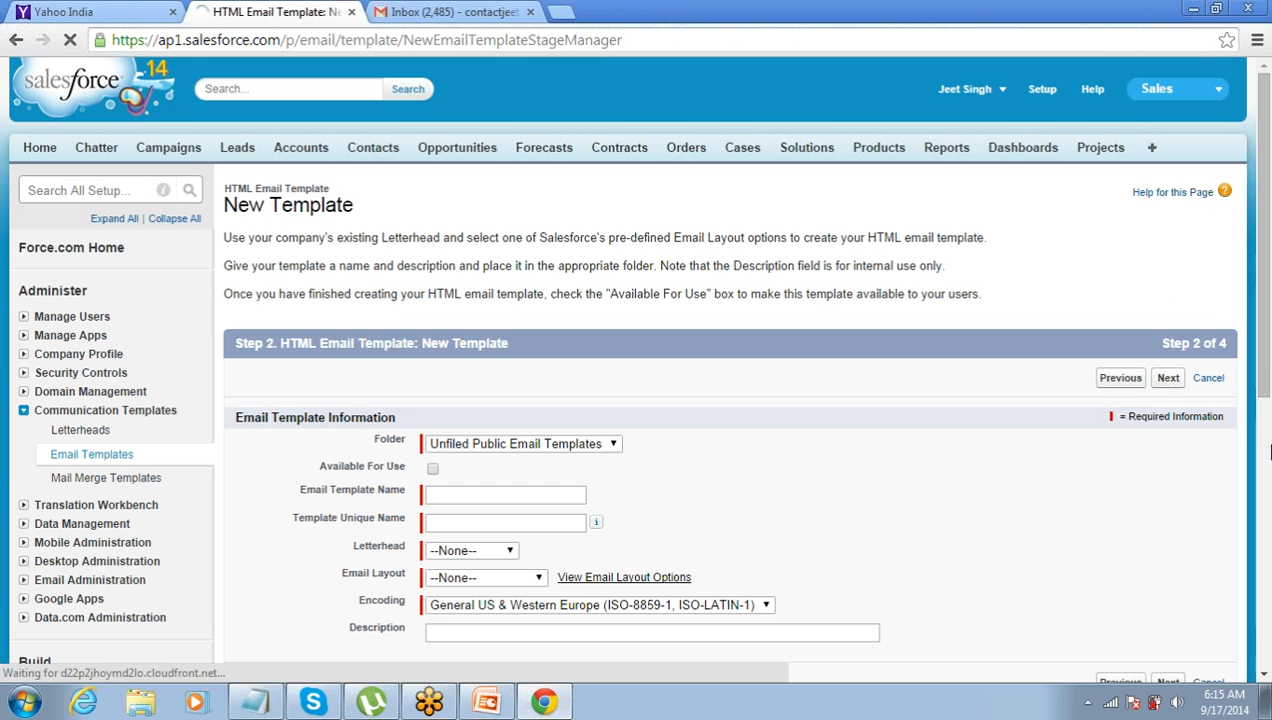 Yahoo India
HTML Email Template: Ne
Inbox (2,485) - contactjeet
https://ap1.salesforce.com/p/email/template/NewEmailTemplateStageManager
salesforce
14
Search...
Search
Jeet Singh
Setup
Help
Sales
Home
Chatter
Campaigns
Leads
Accounts
Contacts
Opportunities
Forecasts
Contracts
Orders
Cases
Solutions
Products
Reports
Dashboards
Projects
+
Search All Setup...
Expand All | Collapse All
Force.com Home
Administer
Manage Users
Manage Apps
Company Profile
Security Controls
Domain Management
Communication Templates
Letterheads
Email Templates
Mail Merge Templates
Translation Workbench
Data Management
Mobile Administration
Desktop Administration
Email Administration
Google Apps
Data.com Administration
Build
HTML Email Template
New Template
Help for this Page
Use your company's existing Letterhead and select one of Salesforce's pre-defined Email Layout options to create your HTML email template.
Give your template a name and description and place it in the appropriate folder. Note that the Description field is for internal use only.
Once you have finished creating your HTML email template, check the "Available For Use" box to make this template available to your users.
Step 2. HTML Email Template: New Template
Step 2 of 4
Previous
Next
Cancel
Email Template Information
= Required Information
Folder
Unfiled Public Email Templates
Available For Use
Email Template Name
Template Unique Name
Letterhead
--None--
Email Layout
--None--
View Email Layout Options
Encoding
General US & Western Europe (ISO-8859-1, ISO-LATIN-1)
Description
Previous
Next
Cancel
Waiting for d22p2jhoymd2lo.cloudfront.net...
6:15 AM
9/17/2014